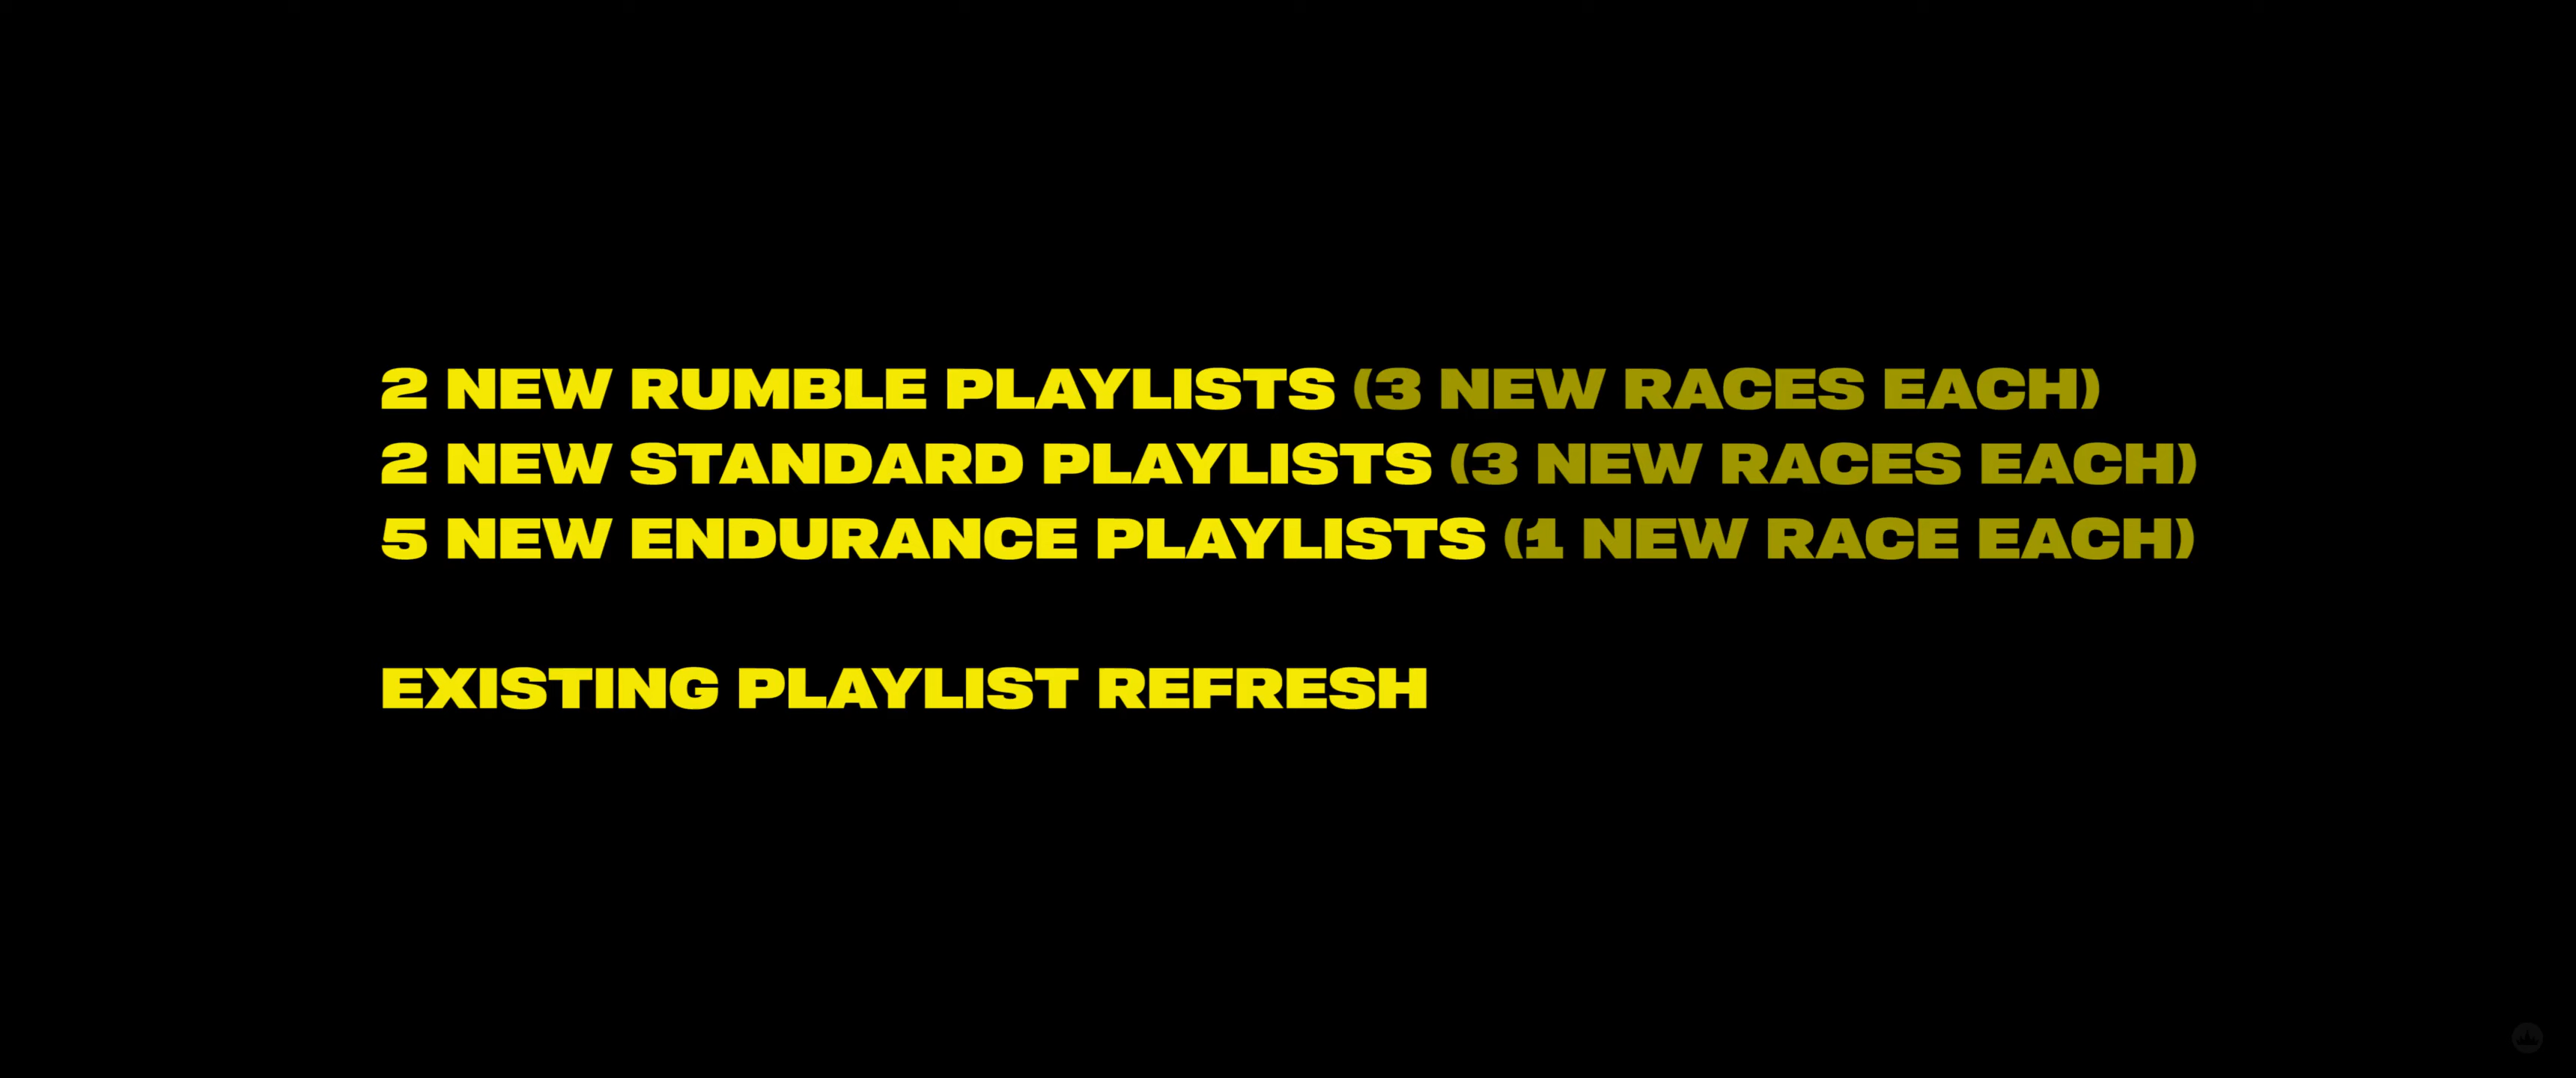 2 NEW RUMBLE PLAYLISTS (3 NEW RACES EACH)
2 NEW STANDARD PLAYLISTS (3 NEW RACES EACH)
5 NEW ENDURANCE PLAYLISTS (1 NEW RACE EACH)
EXISTING PLAYLIST REFRESH